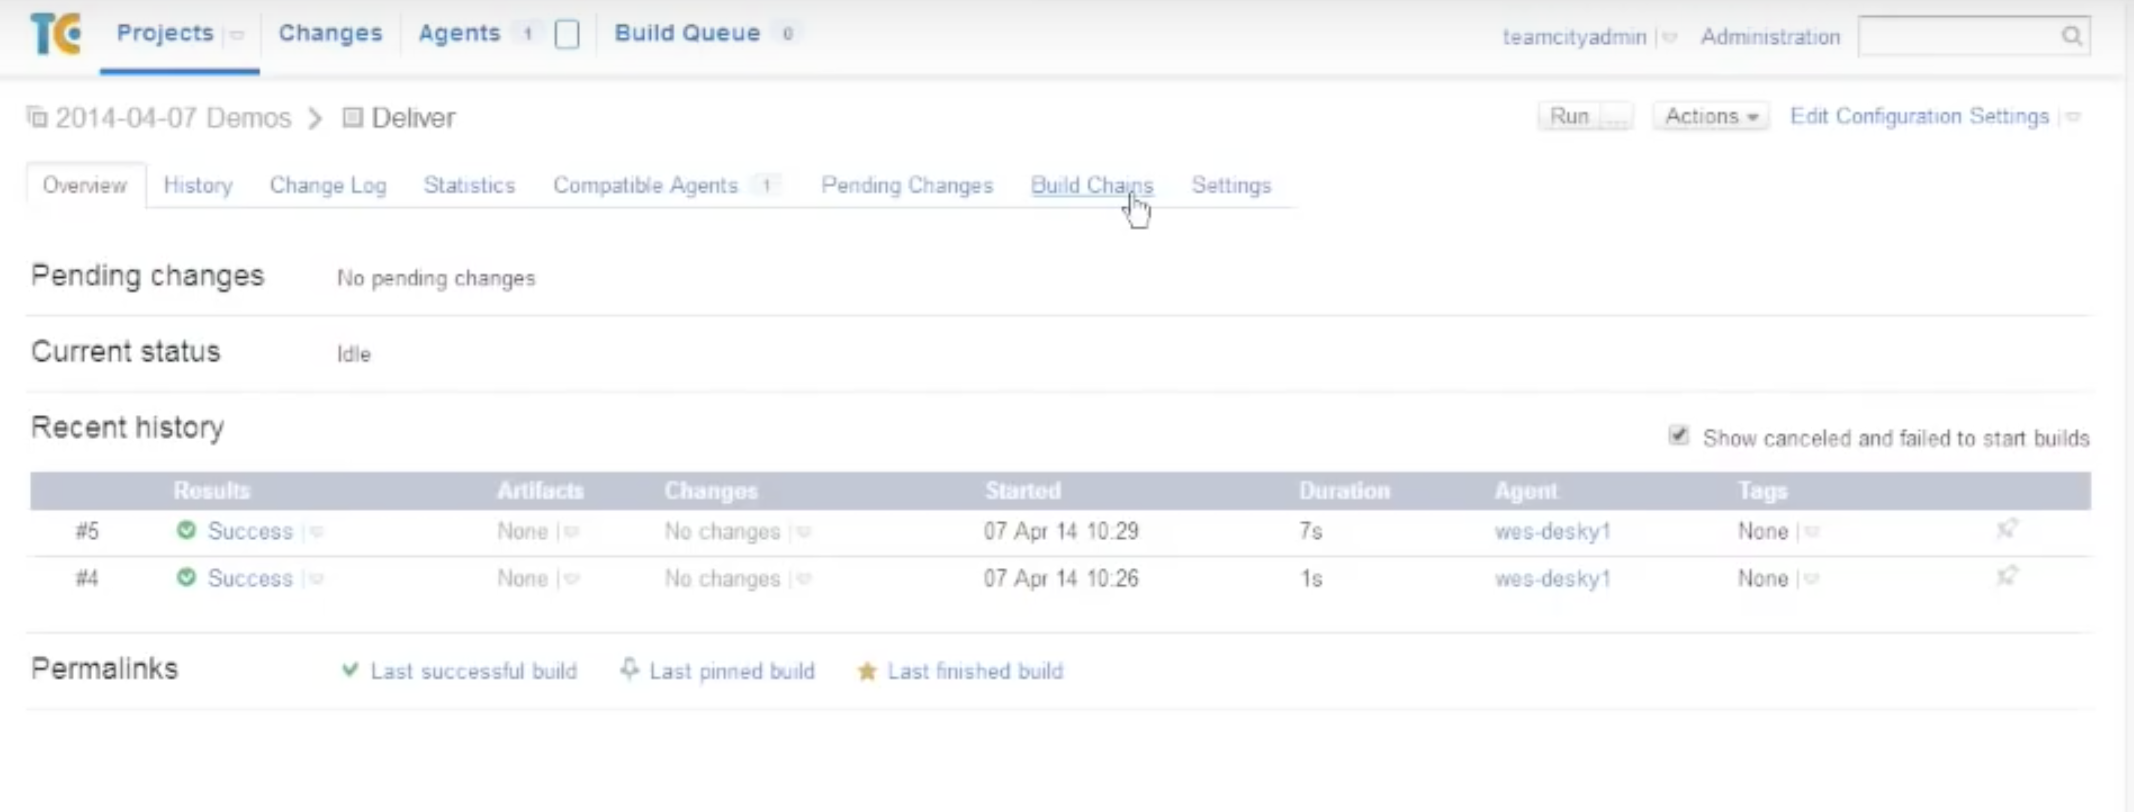 TC Projects Changes Agents 1 Build Queue 0 teamcityadmin Administration
2014-04-07 Demos > Deliver Run ... Actions Edit Configuration Settings
Overview History Change Log Statistics Compatible Agents 1 Pending Changes Build Chains Settings
Pending changes No pending changes
Current status Idle
Recent history
Show canceled and failed to start builds
Results Artifacts Changes Started Duration Agent Tags
#5 Success None No changes 07 Apr 14 10:29 7s wes-desky1 None
#4 Success None No changes 07 Apr 14 10:26 1s wes-desky1 None
Permalinks Last successful build Last pinned build Last finished build